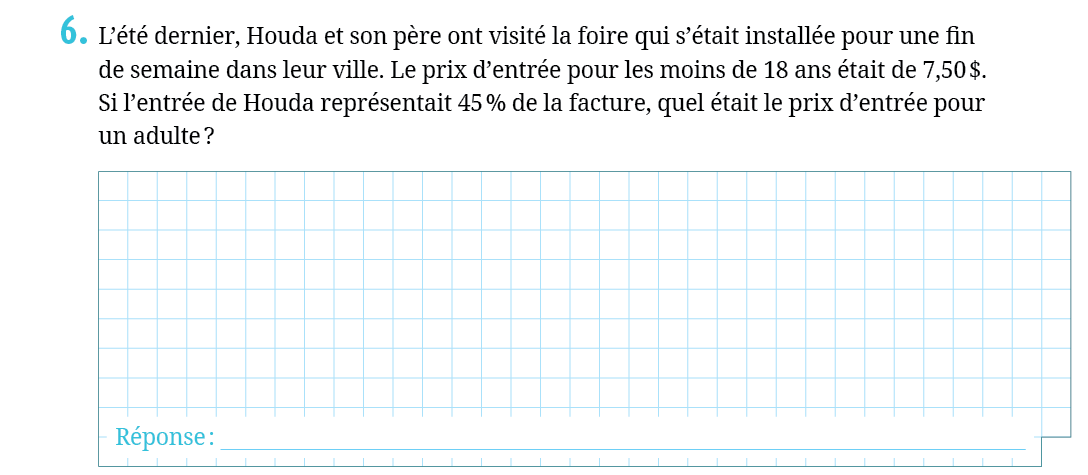 6. L’été dernier, Houda et son père ont visité la foire qui s’était installée pour une fin
de semaine dans leur ville. Le prix d’entrée pour les moins de 18 ans était de 7,50 $.
Si l’entrée de Houda représentait 45 % de la facture, quel était le prix d’entrée pour
un adulte ?
Réponse :